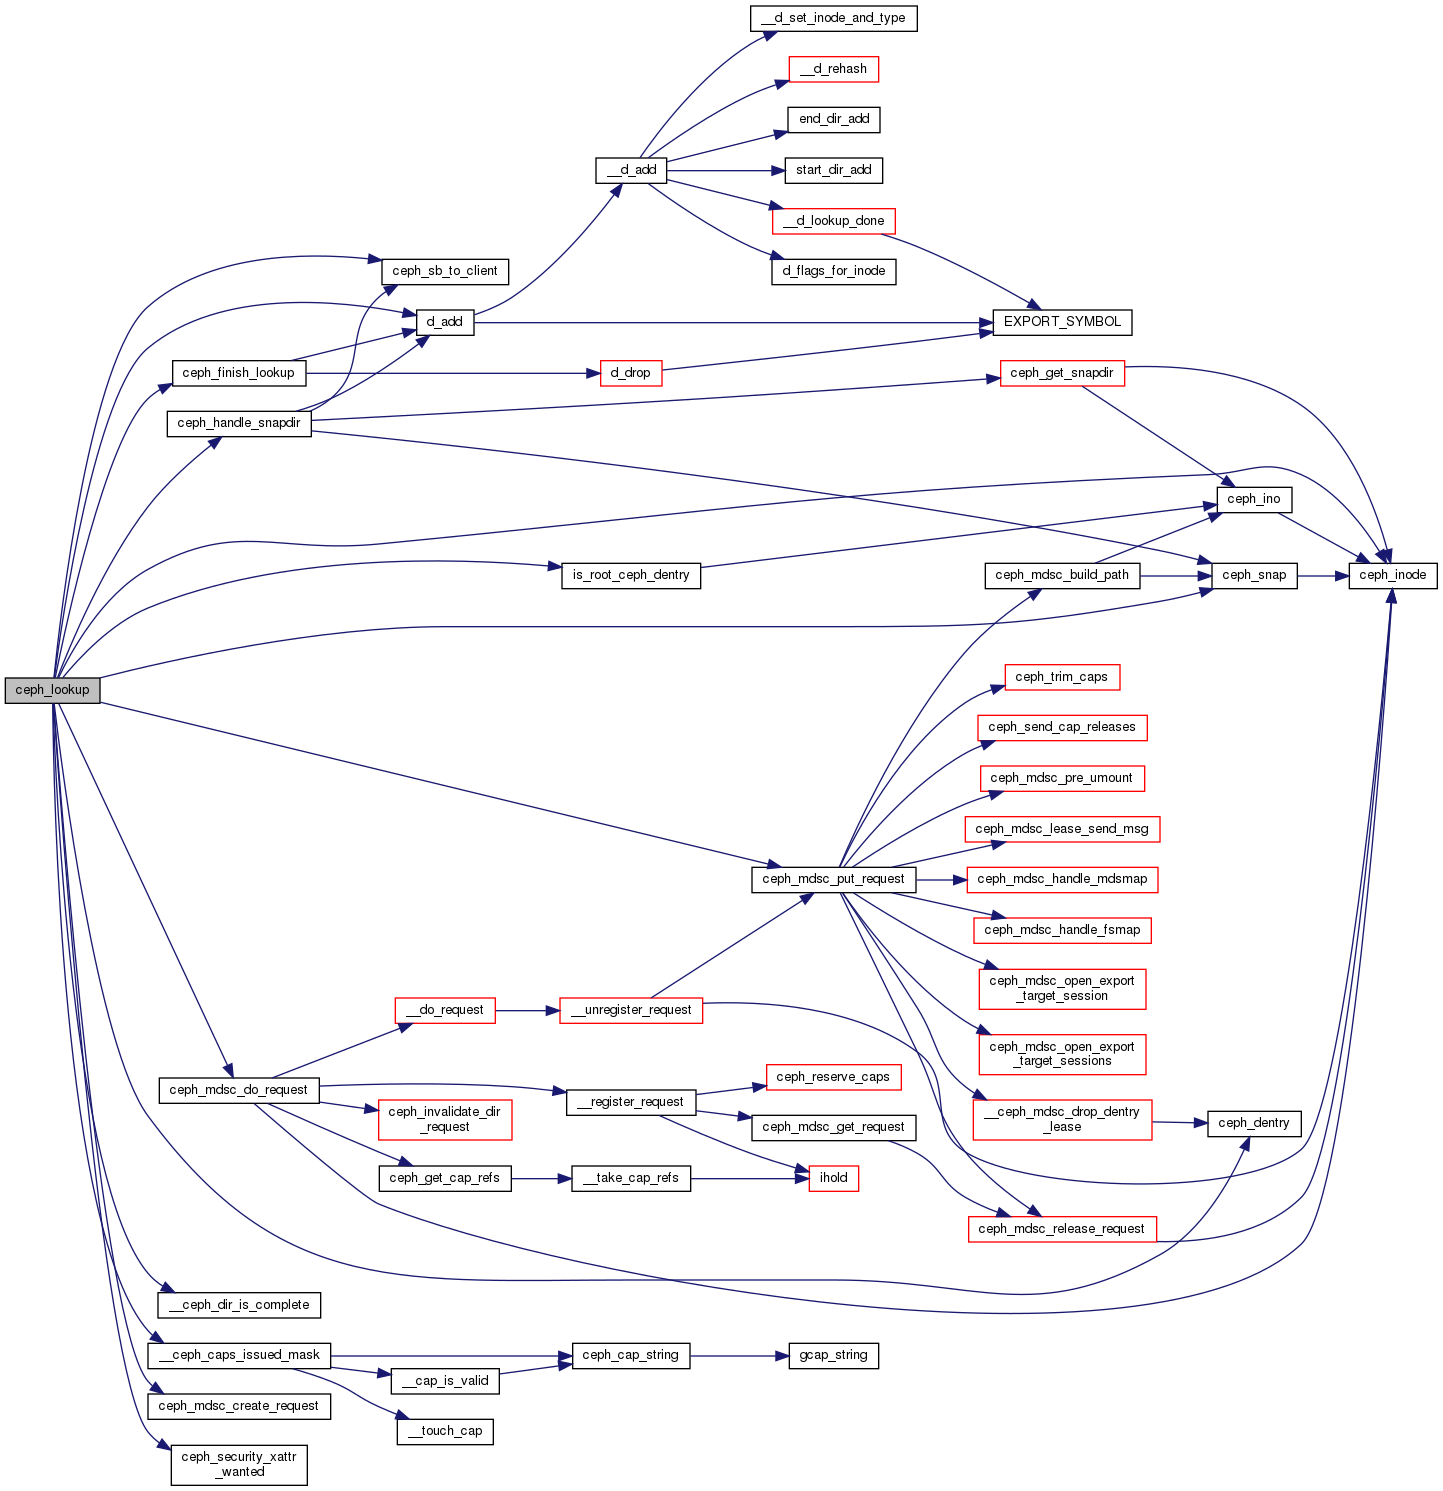 __d_set_inode_and_type
__d_rehash
end_dir_add
__d_add
start_dir_add
__d_lookup_done
ceph_sb_to_client
d_flags_for_inode
d_add
EXPORT_SYMBOL
ceph_finish_lookup
d_drop
ceph_get_snapdir
ceph_handle_snapdir
ceph_ino
is_root_ceph_dentry
ceph_mdsc_build_path
ceph_snap
ceph_inode
ceph_lookup
ceph_trim_caps
ceph_send_cap_releases
ceph_mdsc_pre_umount
ceph_mdsc_lease_send_msg
ceph_mdsc_put_request
ceph_mdsc_handle_mdsmap
ceph_mdsc_handle_fsmap
ceph_mdsc_open_export
_target_session
__do_request
__unregister_request
ceph_mdsc_open_export
_target_sessions
ceph_mdsc_do_request
ceph_reserve_caps
__register_request
ceph_invalidate_dir
_request
ceph_mdsc_get_request
__ceph_mdsc_drop_dentry
_lease
ceph_dentry
ceph_get_cap_refs
__take_cap_refs
ihold
ceph_mdsc_release_request
__ceph_dir_is_complete
__ceph_caps_issued_mask
ceph_cap_string
gcap_string
__cap_is_valid
ceph_mdsc_create_request
__touch_cap
ceph_security_xattr
_wanted